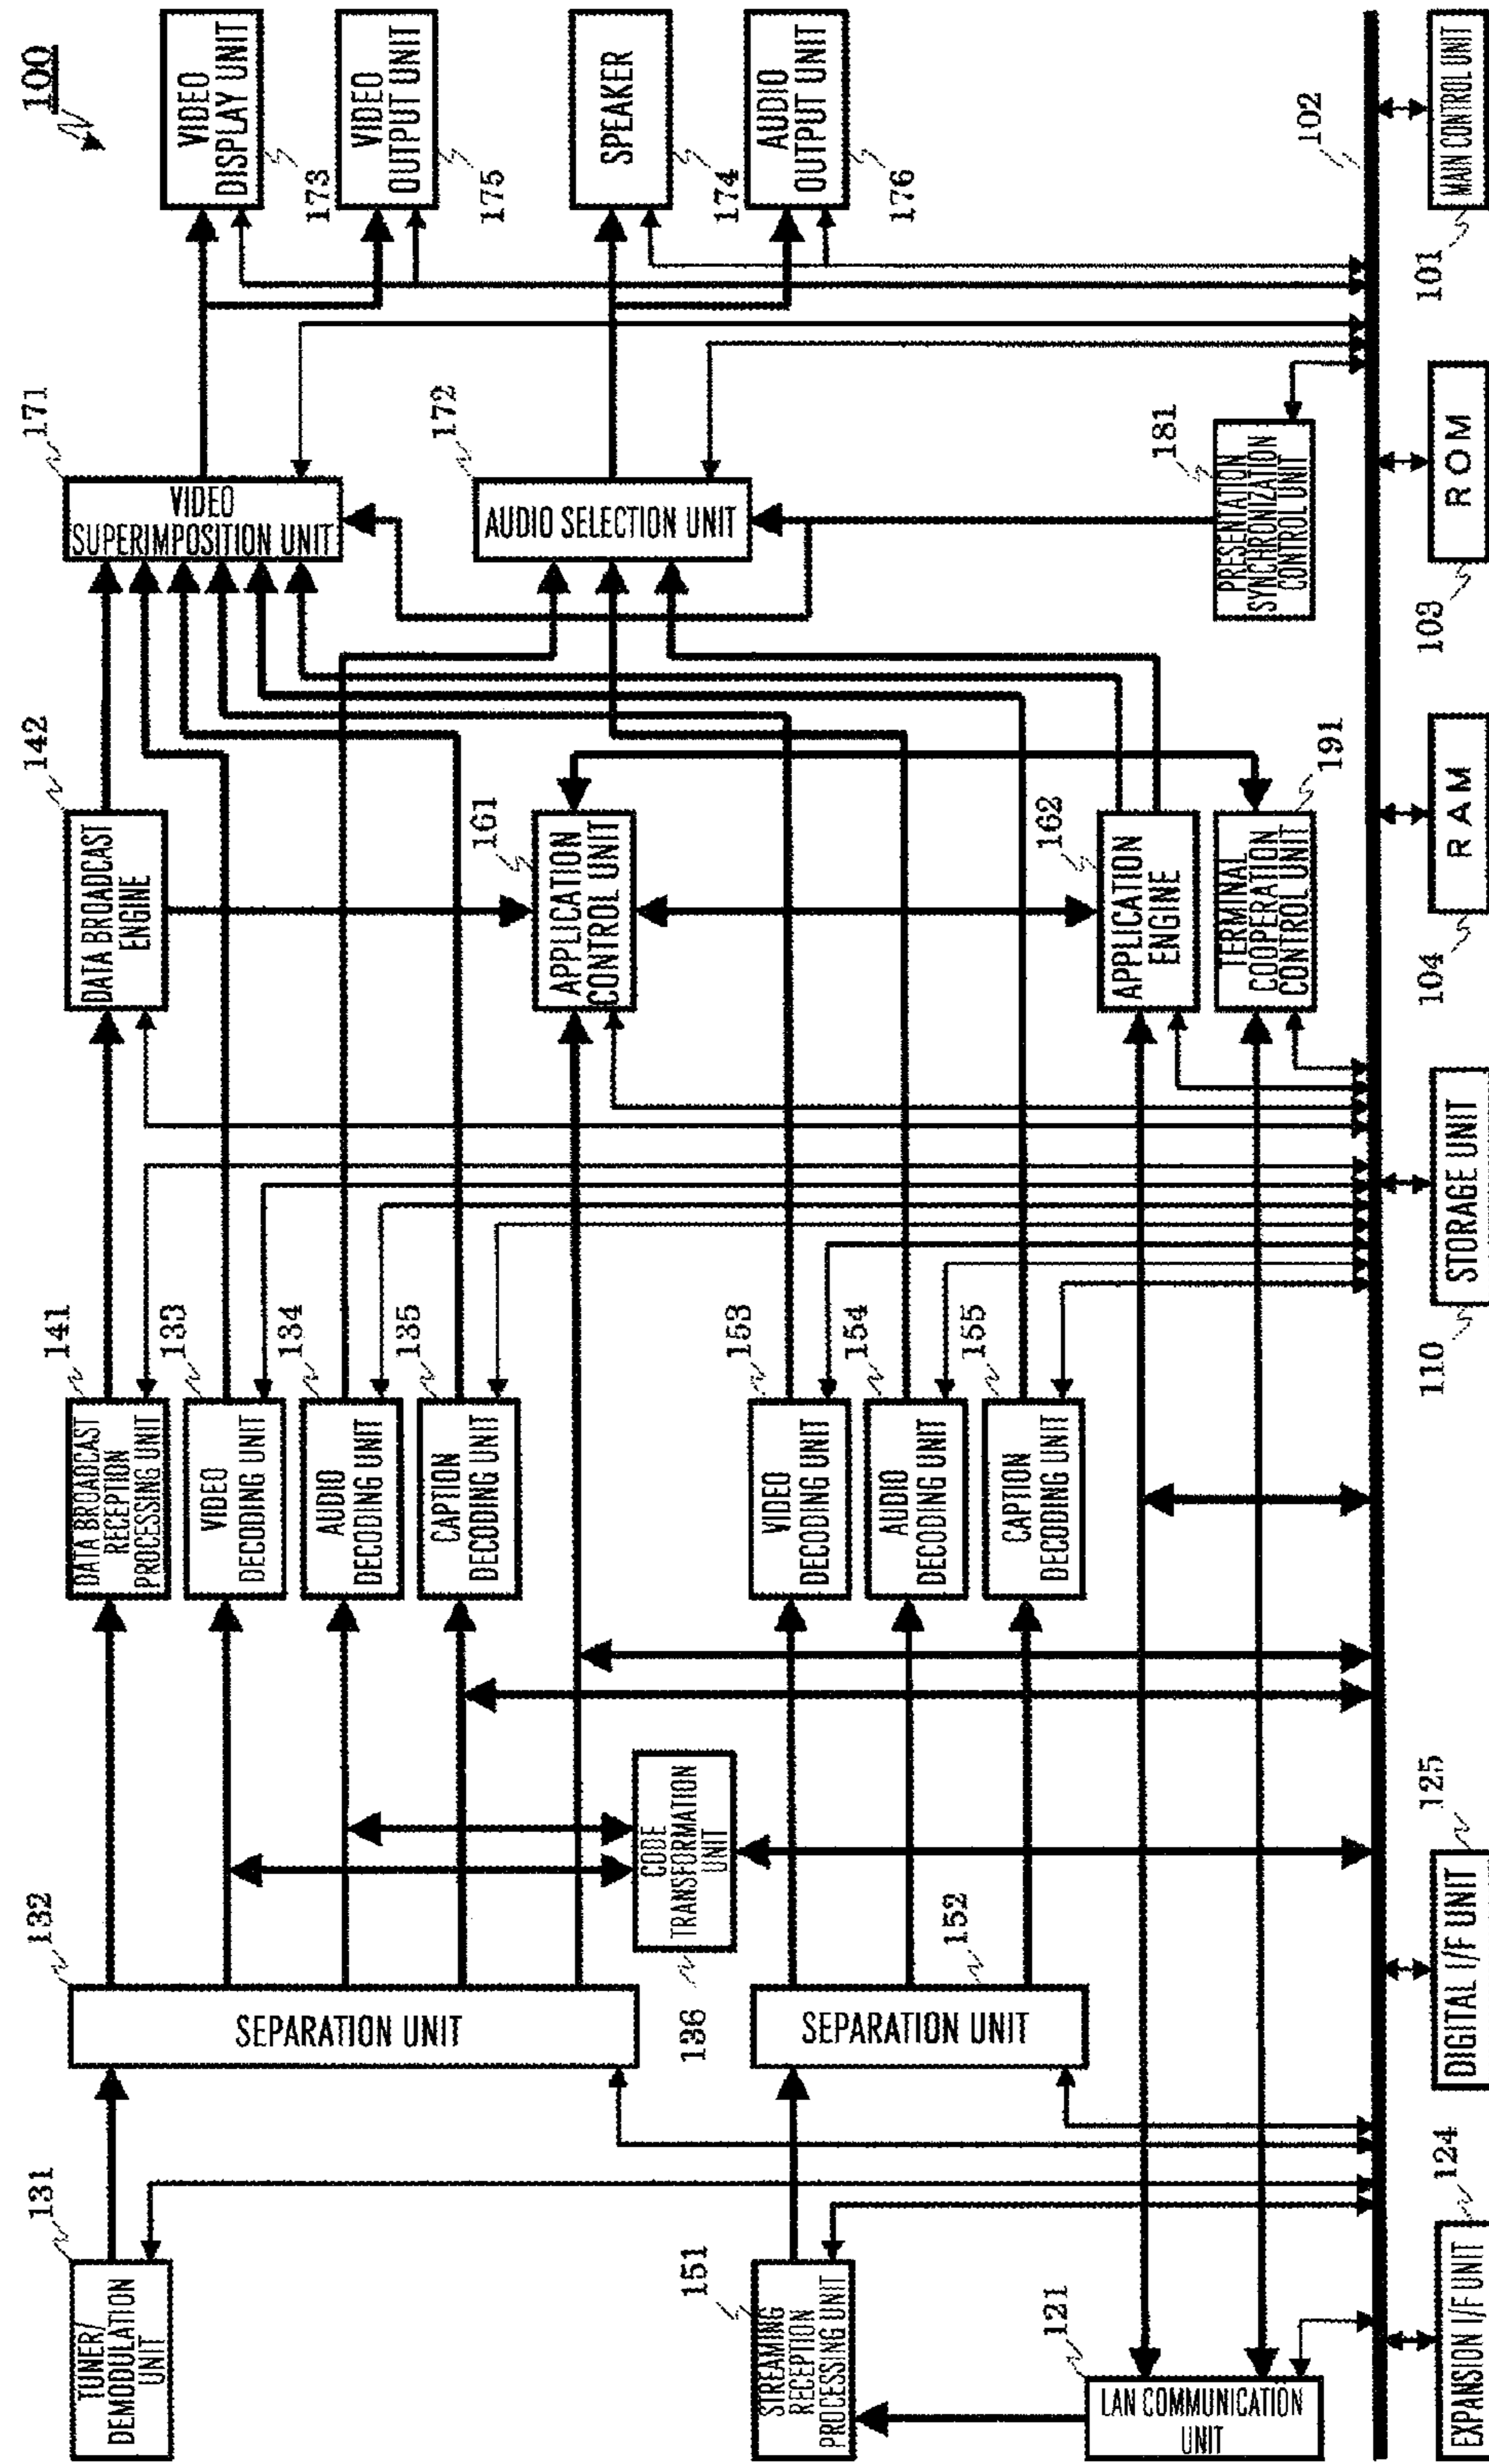 100
131
TUNER/
DEMODULATION
UNIT
132
SEPARATION UNIT
141
DATA BROADCAST
RECEPTION
PROCESSING UNIT
133
VIDEO
DECODING UNIT
134
AUDIO
DECODING UNIT
135
CAPTION
DECODING UNIT
142
DATA BROADCAST
ENGINE
171
VIDEO
SUPERIMPOSITION UNIT
VIDEO
DISPLAY UNIT
173
VIDEO
OUTPUT UNIT
175
SPEAKER
174
AUDIO
OUTPUT UNIT
176
172
AUDIO SELECTION UNIT
161
APPLICATION
CONTROL UNIT
CODE
TRANSFORMATION
UNIT
136
151
STREAMING
RECEPTION
PROCESSING UNIT
152
SEPARATION UNIT
153
VIDEO
DECODING UNIT
154
AUDIO
DECODING UNIT
155
CAPTION
DECODING UNIT
162
APPLICATION
ENGINE
191
TERMINAL
COOPERATION
CONTROL UNIT
181
PRESENTATION
SYNCHRONIZATION
CONTROL UNIT
121
LAN COMMUNICATION
UNIT
102
124
EXPANSION I/F UNIT
125
DIGITAL I/F UNIT
110
STORAGE UNIT
104
RAM
103
ROM
101
MAIN CONTROL UNIT